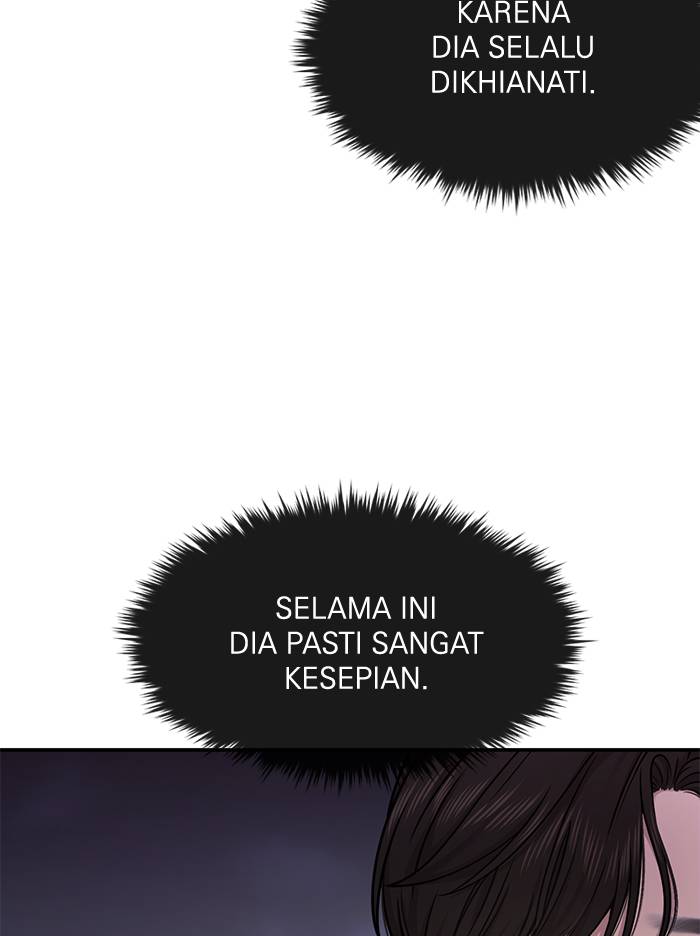 KARENA
DIA SELALU
DIKHIANATI.
SELAMA INI
DIA PASTI SANGAT
KESEPIAN.